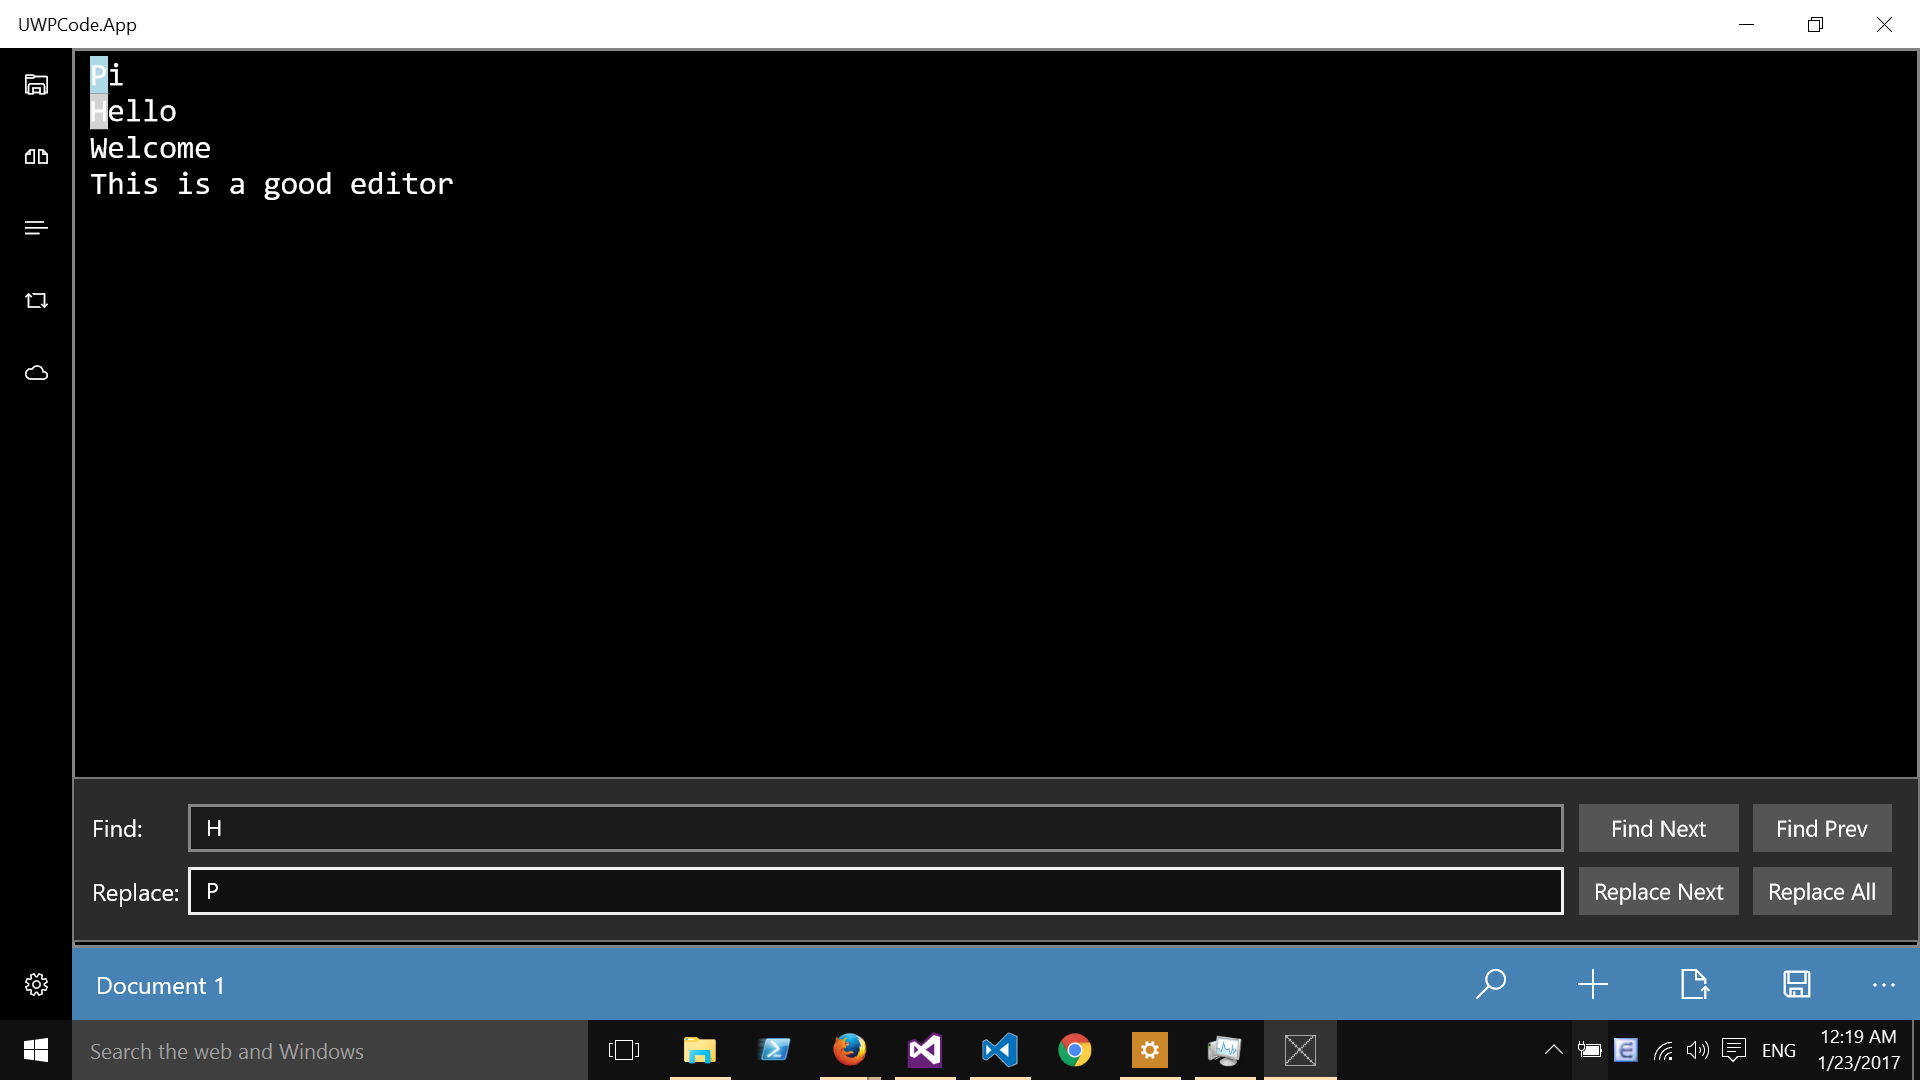 UWPCode.App
Pi
Hello
Welcome
This is a good editor
Find: H Find Next Find Prev
Replace: P Replace Next Replace All
Document 1
Search the web and Windows
ENG
12:19 AM
1/23/2017